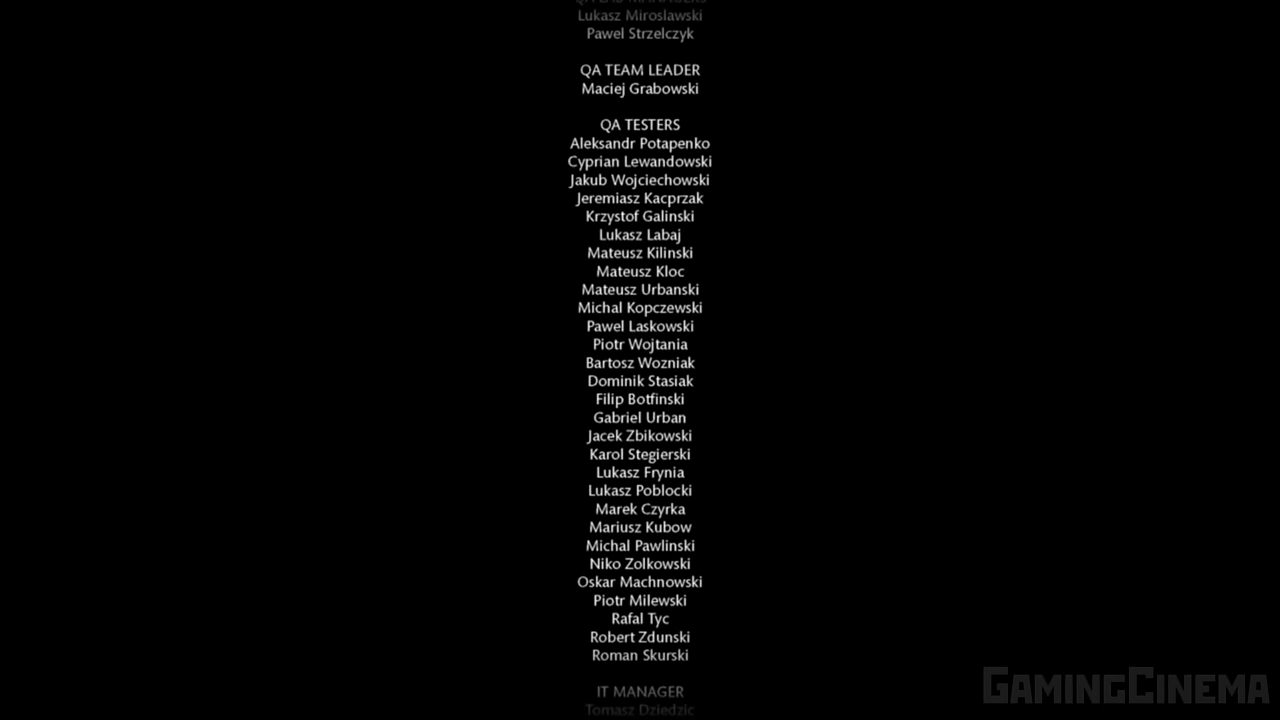 QA LAB MANAGERS
Lukasz Miroslawski
Pawel Strzelczyk
QA TEAM LEADER
Maciej Grabowski
QA TESTERS
Aleksandr Potapenko
Cyprian Lewandowski
Jakub Wojciechowski
Jeremiasz Kacprzak
Krzystof Galinski
Lukasz Labaj
Mateusz Kilinski
Mateusz Kloc
Mateusz Urbanski
Michal Kopczewski
Pawel Laskowski
Piotr Wojtania
Bartosz Wozniak
Dominik Stasiak
Filip Botfinski
Gabriel Urban
Jacek Zbikowski
Karol Stegierski
Lukasz Frynia
Lukasz Poblocki
Marek Czyrka
Mariusz Kubow
Michal Pawlinski
Niko Zolkowski
Oskar Machnowski
Piotr Milewski
Rafal Tyc
Robert Zdunski
Roman Skurski
IT MANAGER
Tomasz Dziedzic
GAMINGCINEMA